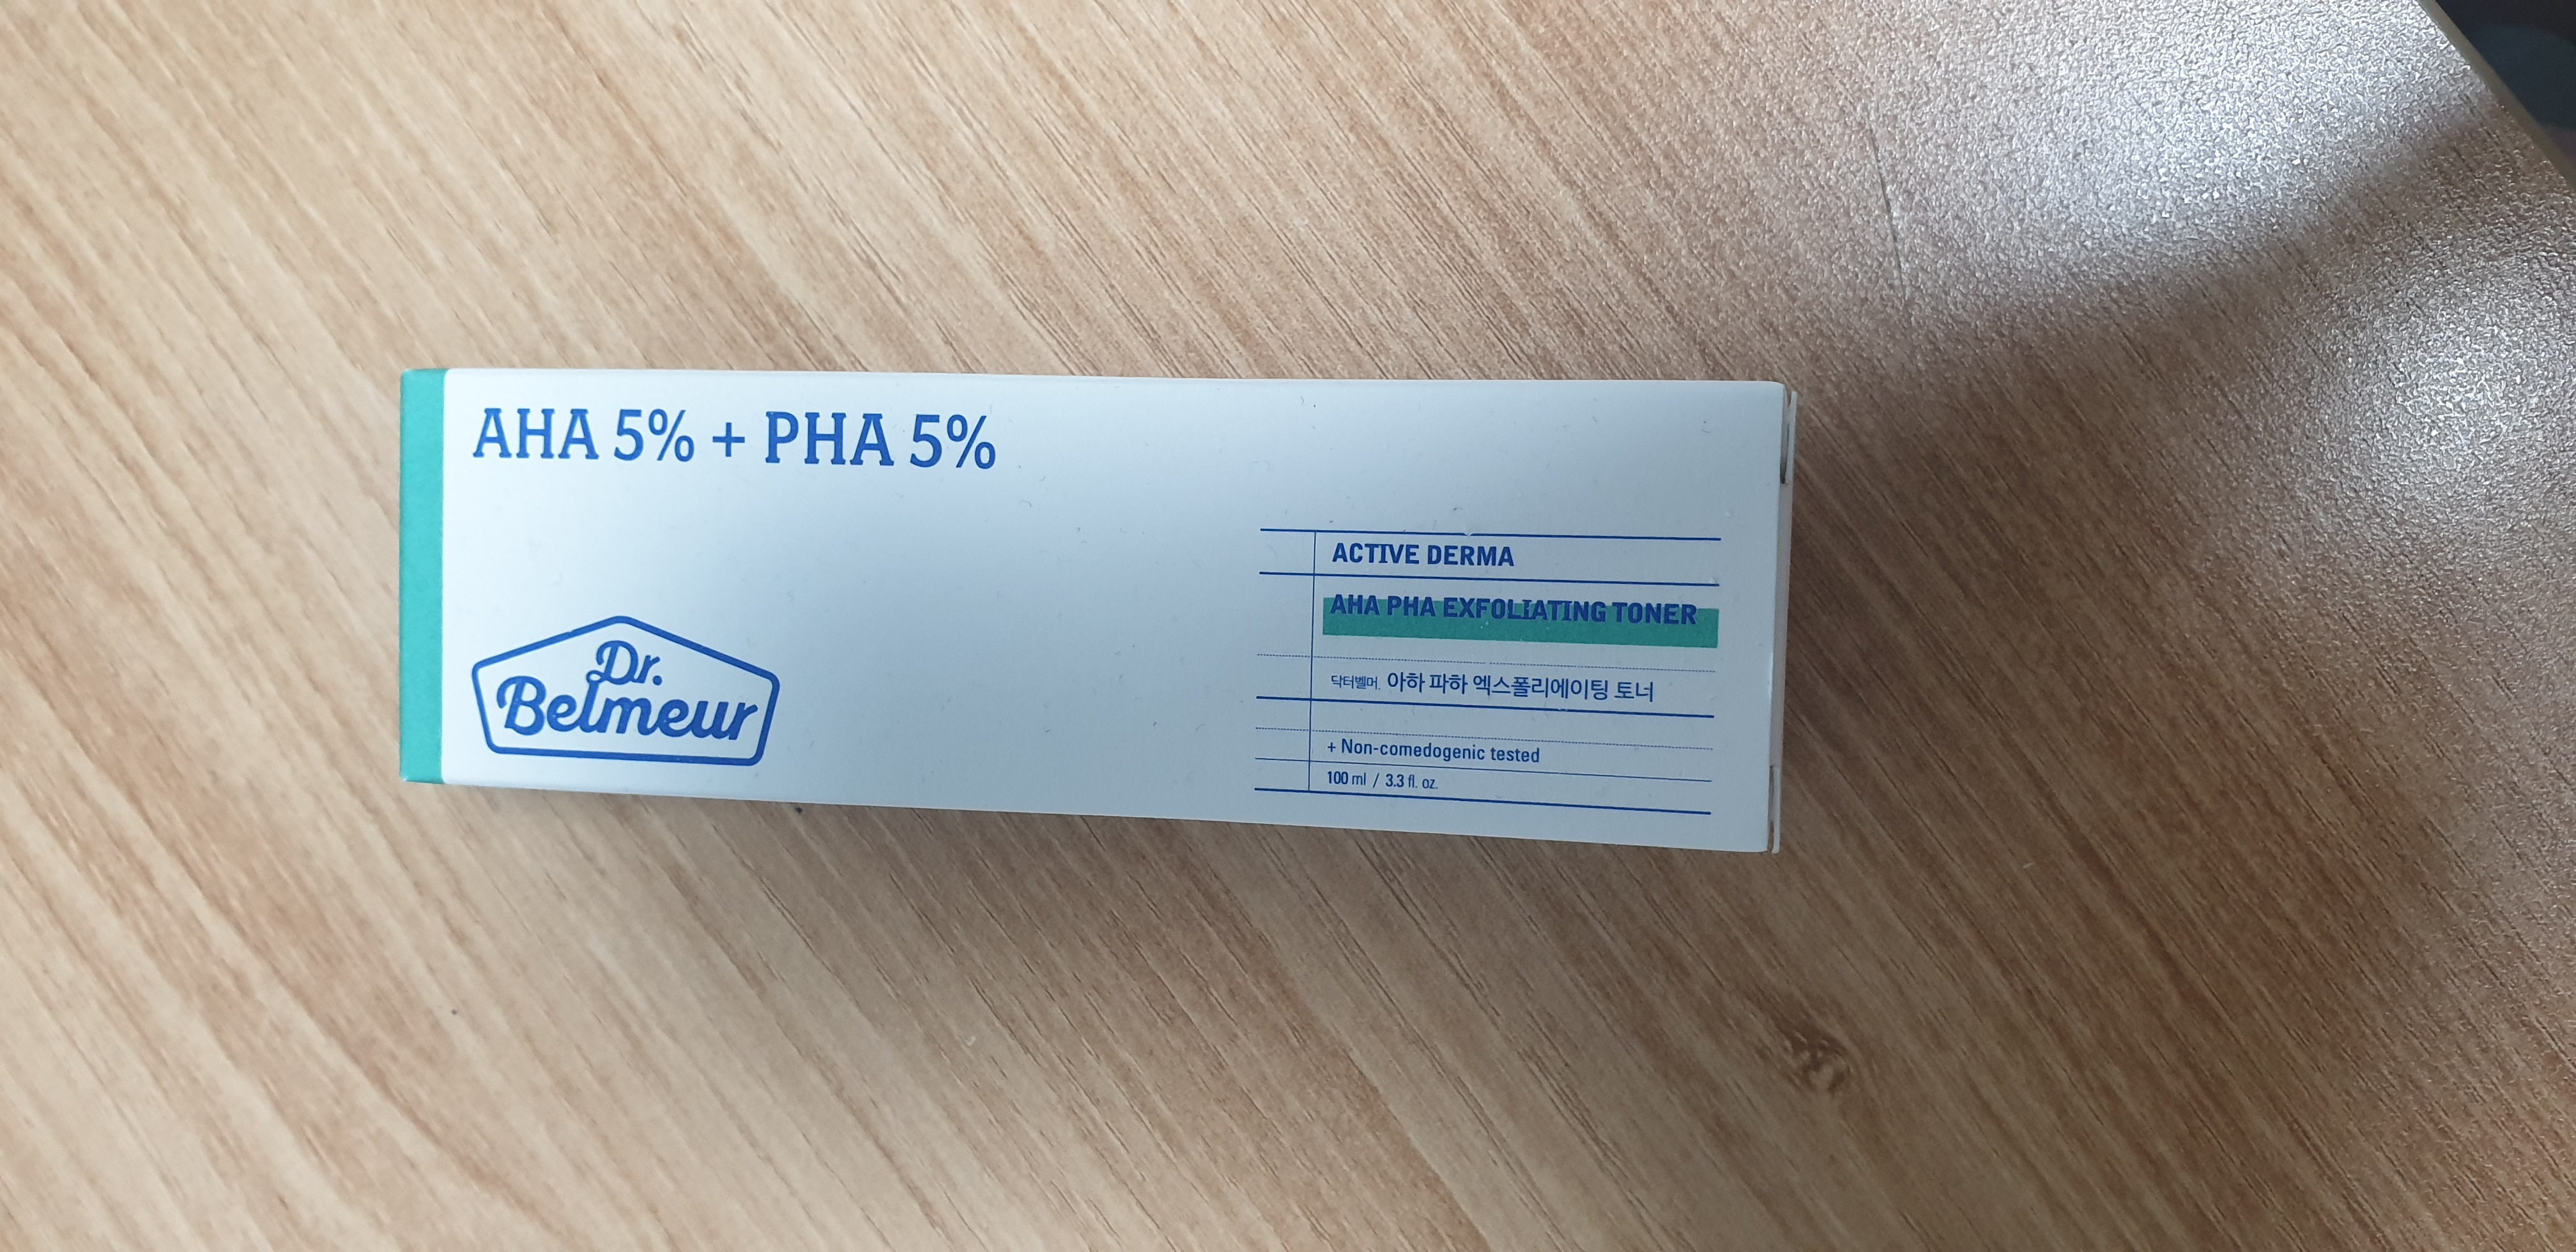 AHA 5% + PHA 5%
Dr.
Belmeur
ACTIVE DERMA
AHA PHA EXFOLIATING TONER
닥터벨머. 아하 파하 엑스폴리에이팅 토너
+ Non-comedogenic tested
100 ml / 3.3 fl. oz.